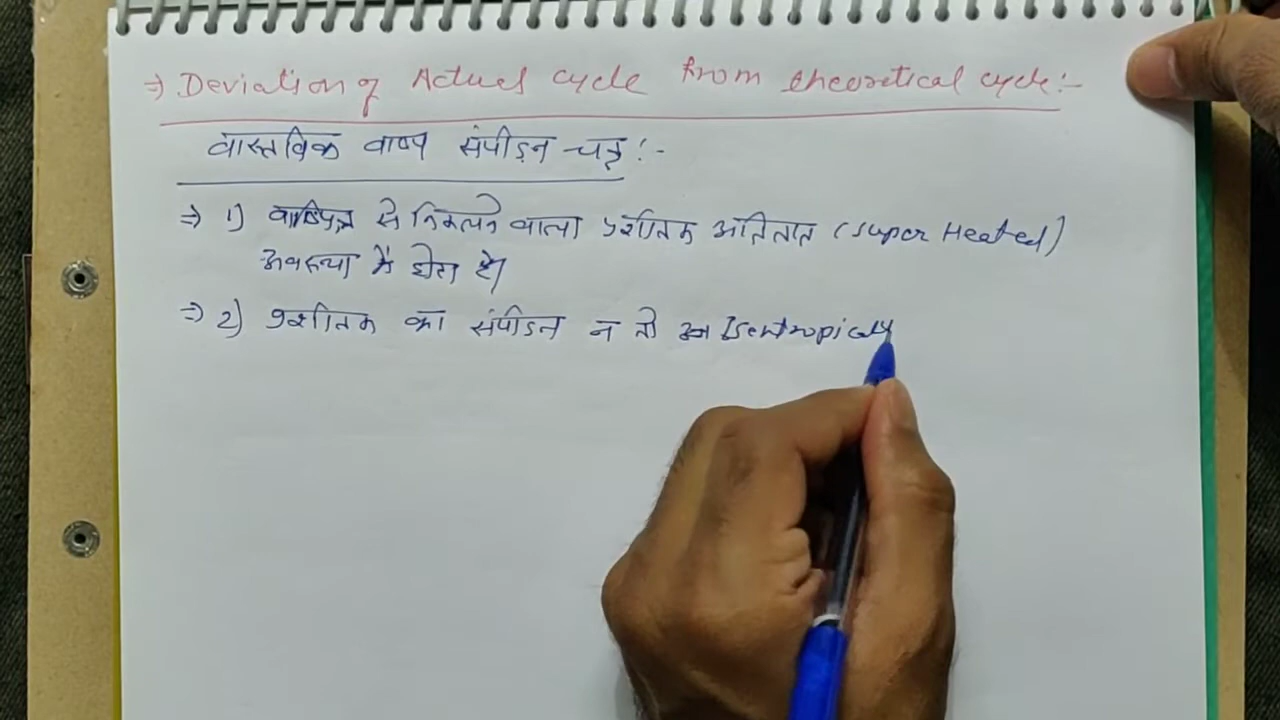 ⇒ Deviation of Actual cycle from theoretical cycle:-
वास्तविक वाष्प संपीडन चक्र:-
⇒ 1) वाष्पित्र से निकलने वाला प्रशीतक अतितप्त (Super Heated)
अवस्था में होता है।
⇒ 2) प्रशीतक का संपीडन न तो Isentropically